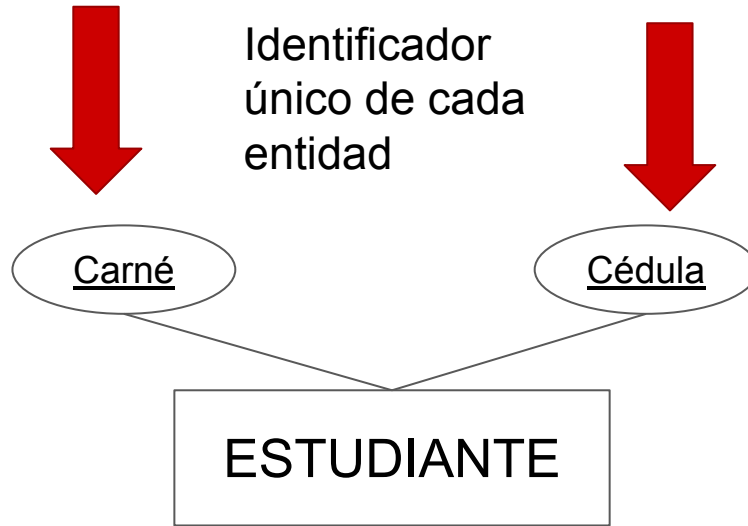 Identificador
único de cada
entidad
Carné
Cédula
ESTUDIANTE